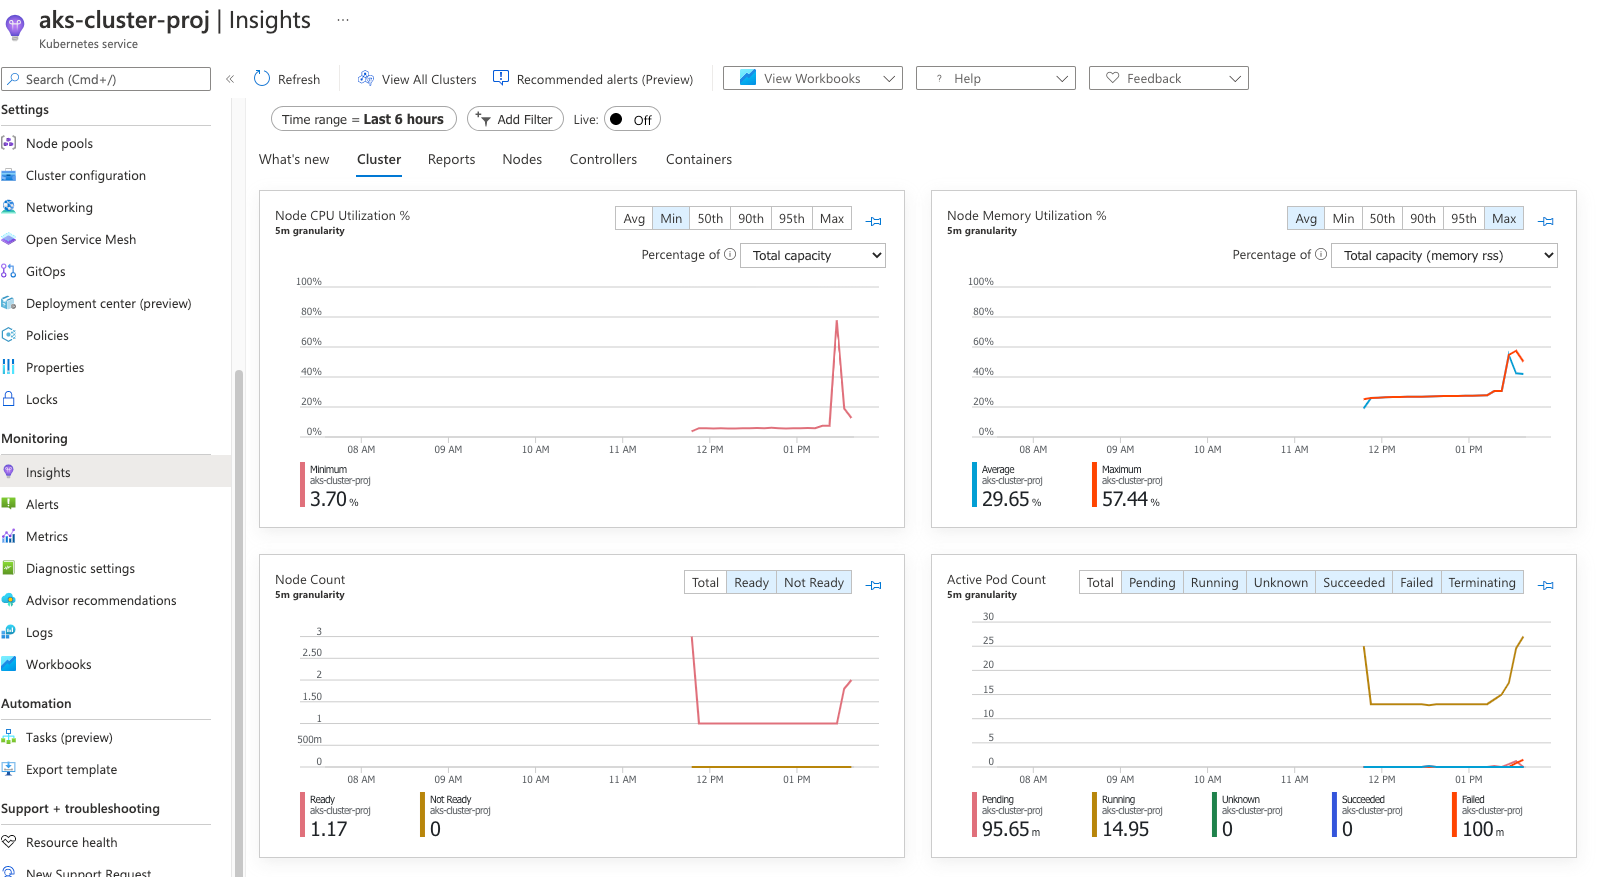 aks-cluster-proj | Insights ...
Kubernetes service
Search (Cmd+/)
«
Refresh
View All Clusters
Recommended alerts (Preview)
View Workbooks
? Help
Feedback
Settings
Node pools
Cluster configuration
Networking
Open Service Mesh
GitOps
Deployment center (preview)
Policies
Properties
Locks
Monitoring
Insights
Alerts
Metrics
Diagnostic settings
Advisor recommendations
Logs
Workbooks
Automation
Tasks (preview)
Export template
Support + troubleshooting
Resource health
New Support Request
Time range = Last 6 hours
Add Filter
Live: Off
What's new Cluster Reports Nodes Controllers Containers
Node CPU Utilization %
5m granularity
Avg Min 50th 90th 95th Max
Percentage of Total capacity
100%
80%
60%
40%
20%
0%
08 AM 09 AM 10 AM 11 AM 12 PM 01 PM
Minimum
aks-cluster-proj
3.70 %
Node Memory Utilization %
5m granularity
Avg Min 50th 90th 95th Max
Percentage of Total capacity (memory rss)
100%
80%
60%
40%
20%
0%
08 AM 09 AM 10 AM 11 AM 12 PM 01 PM
Average
aks-cluster-proj
29.65 %
Maximum
aks-cluster-proj
57.44 %
Node Count
5m granularity
Total Ready Not Ready
3
2.50
2
1.50
1
500m
0
08 AM 09 AM 10 AM 11 AM 12 PM 01 PM
Ready
aks-cluster-proj
1.17
Not Ready
aks-cluster-proj
0
Active Pod Count
5m granularity
Total Pending Running Unknown Succeeded Failed Terminating
30
25
20
15
10
5
0
08 AM 09 AM 10 AM 11 AM 12 PM 01 PM
Pending
aks-cluster-proj
95.65 m
Running
aks-cluster-proj
14.95
Unknown
aks-cluster-proj
0
Succeeded
aks-cluster-proj
0
Failed
aks-cluster-proj
100 m